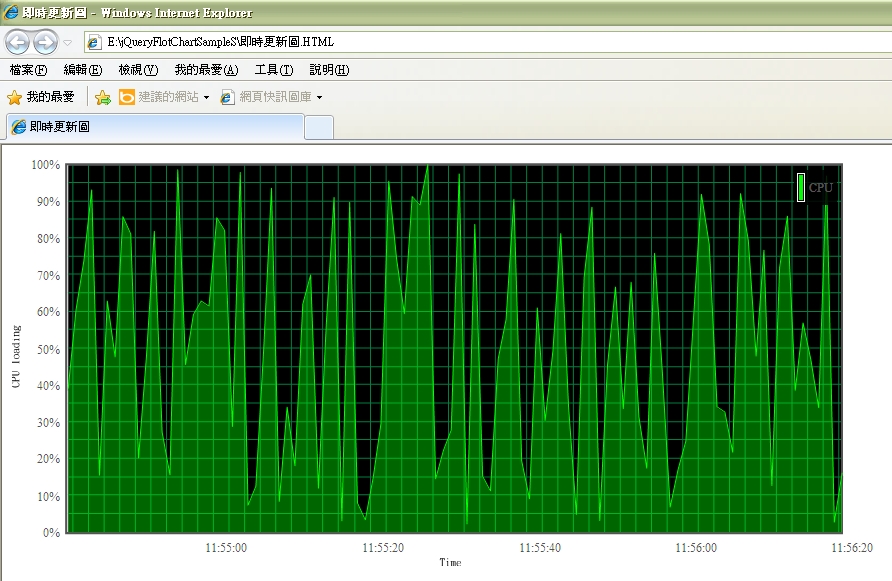 即時更新圖 - Windows Internet Explorer
E:\jQueryFlotChartSampleS\即時更新圖.HTML
檔案(F) 編輯(E) 檢視(V) 我的最愛(A) 工具(T) 說明(H)
我的最愛 建議的網站 網頁快訊圖庫
即時更新圖
100%
90%
80%
70%
60%
50%
40%
30%
20%
10%
0%
CPU loading
CPU
11:55:00 11:55:20 11:55:40 11:56:00 11:56:20
Time